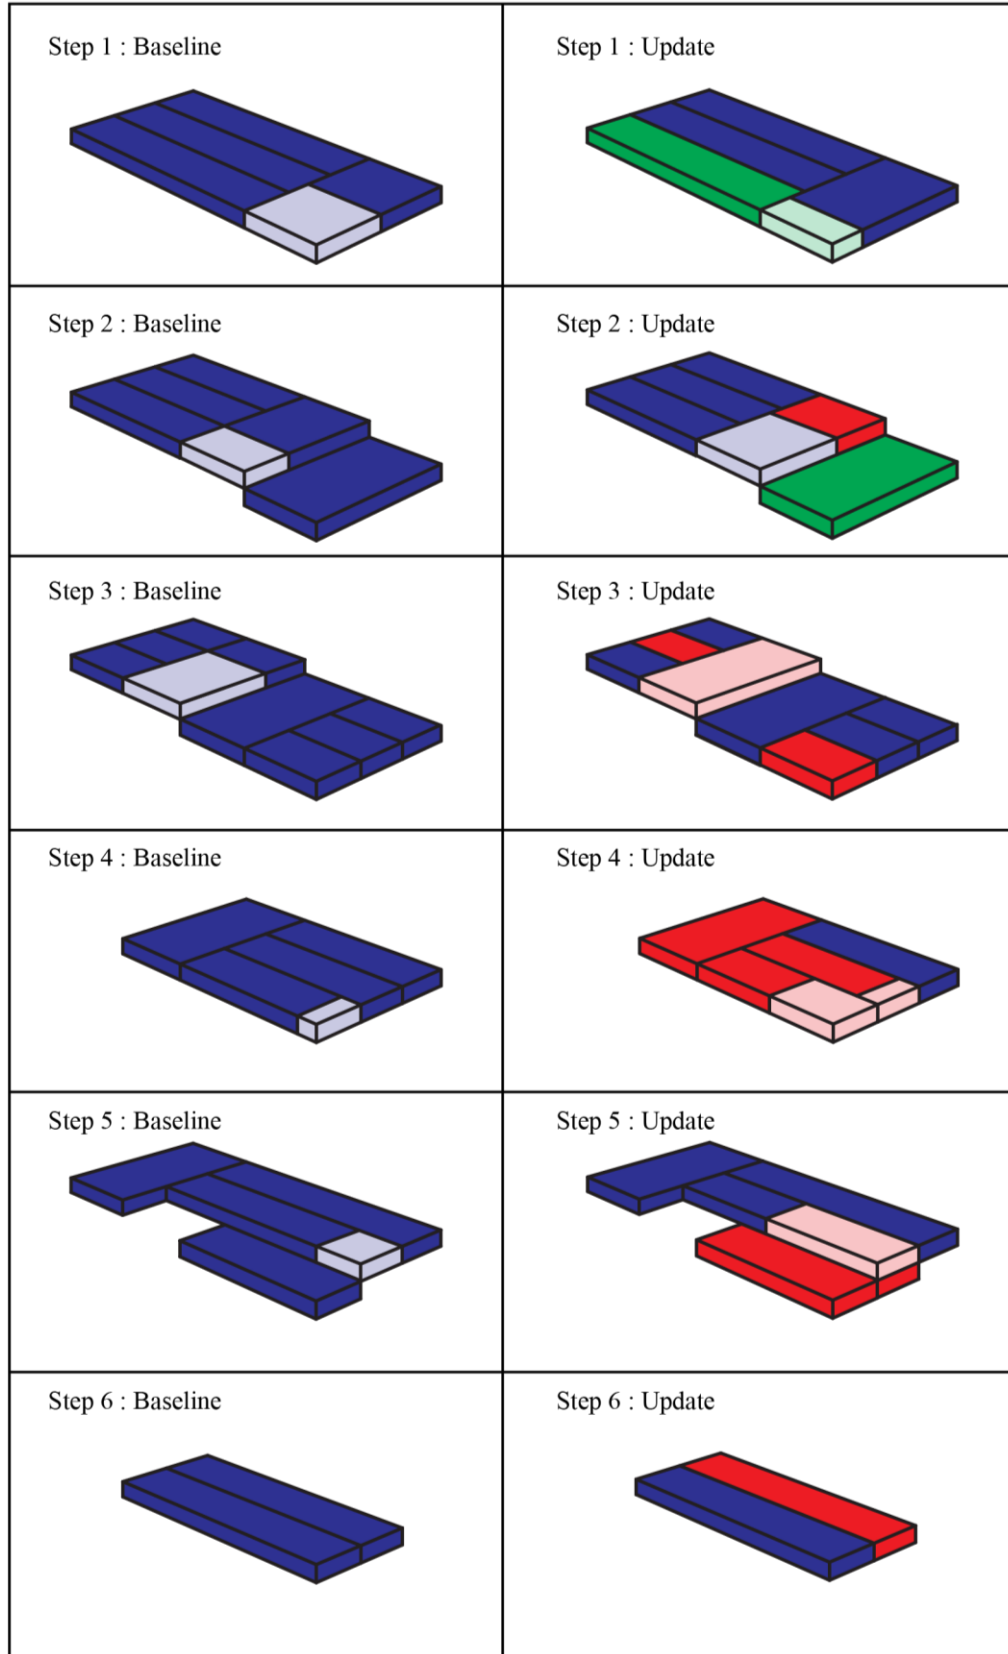 Step 1 : Baseline
Step 1 : Update
Step 2 : Baseline
Step 2 : Update
Step 3 : Baseline
Step 3 : Update
Step 4 : Baseline
Step 4 : Update
Step 5 : Baseline
Step 5 : Update
Step 6 : Baseline
Step 6 : Update